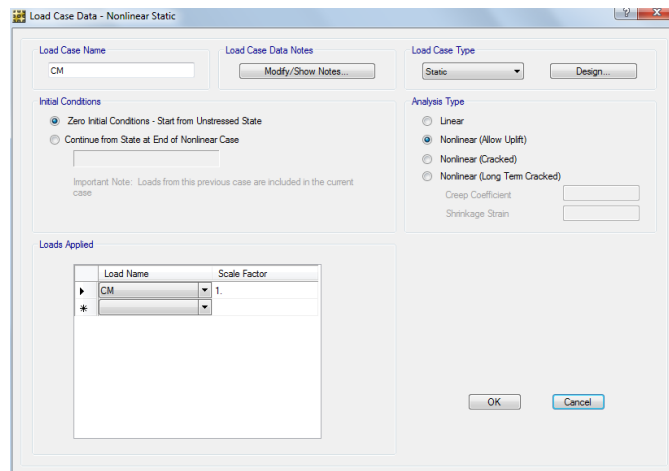 Load Case Data - Nonlinear Static
Load Case Name
CM
Load Case Data Notes
Modify/Show Notes...
Load Case Type
Static
Design...
Initial Conditions
Zero Initial Conditions - Start from Unstressed State
Continue from State at End of Nonlinear Case
Important Note: Loads from this previous case are included in the current
case
Analysis Type
Linear
Nonlinear (Allow Uplift)
Nonlinear (Cracked)
Nonlinear (Long Term Cracked)
Creep Coefficient
Shrinkage Strain
Loads Applied
Load Name Scale Factor
CM 1.
OK Cancel